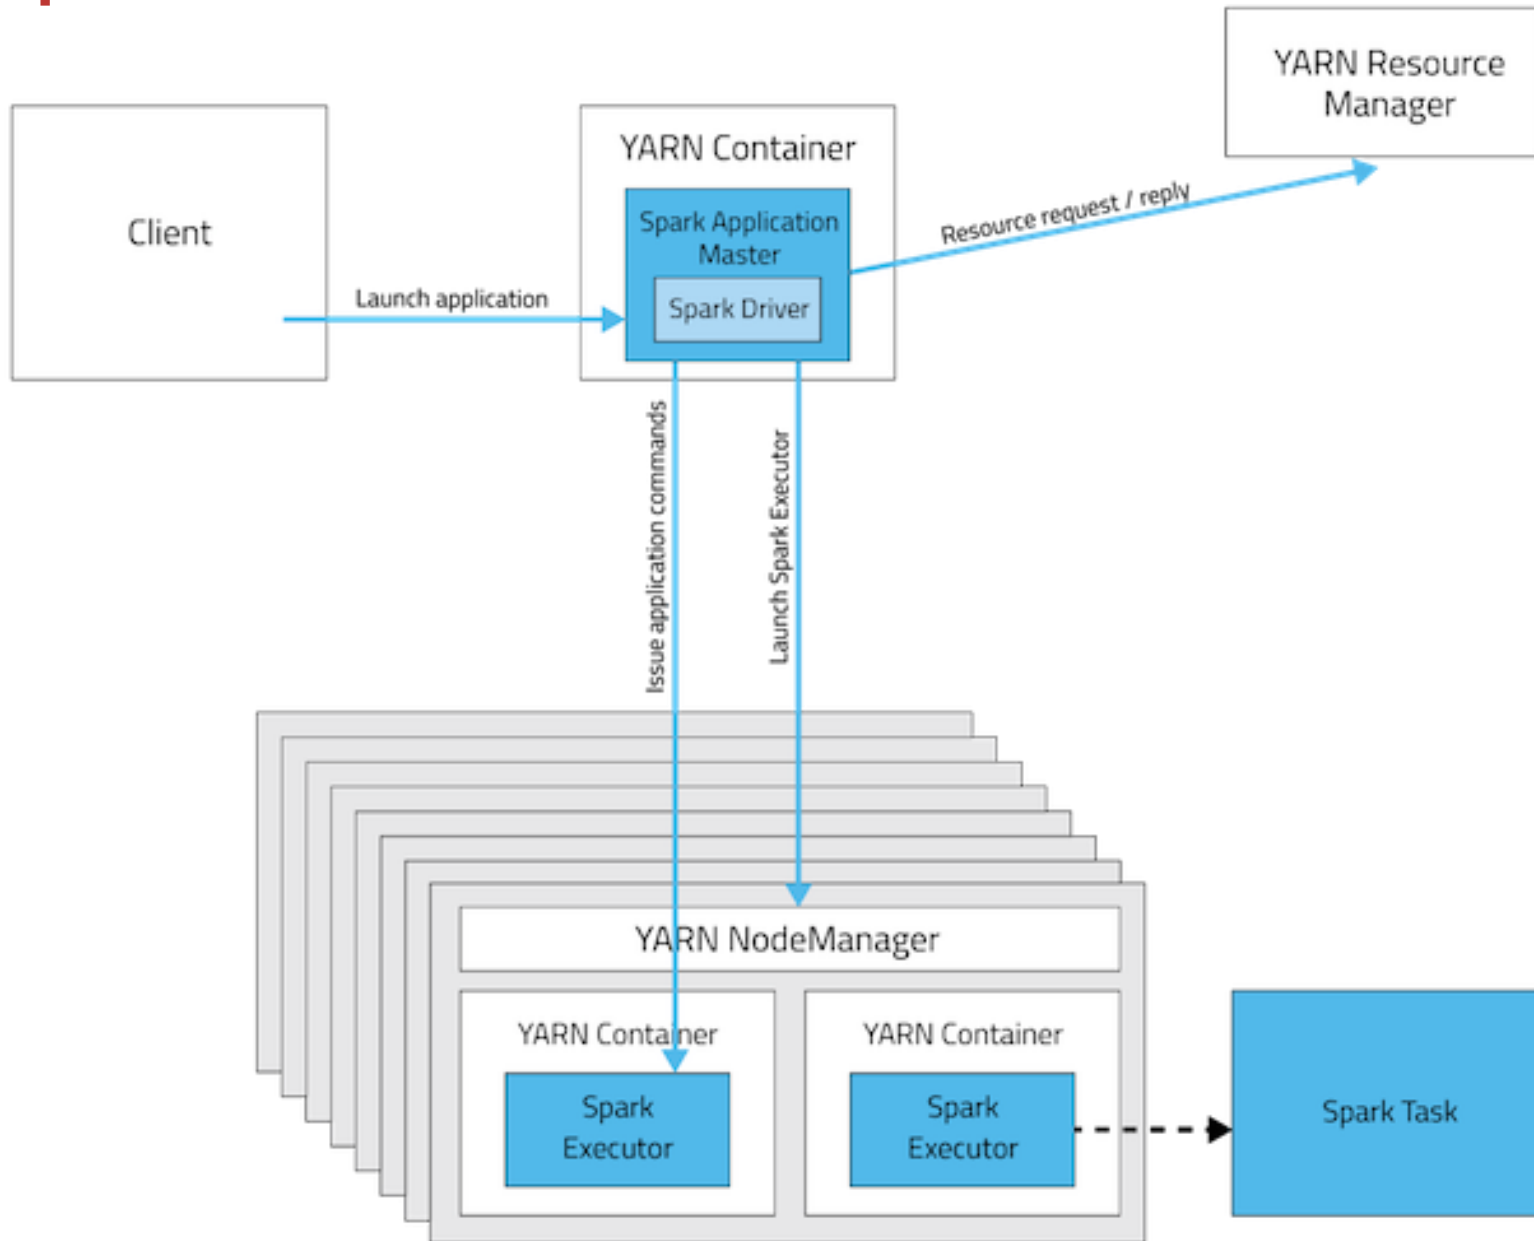 YARN Resource
Manager
YARN Container
Client
Spark Application
Master
Spark Driver
Resource request / reply
Launch application
Issue application commands
Launch Spark Executor
YARN NodeManager
YARN Container
Spark
Executor
YARN Container
Spark
Executor
Spark Task